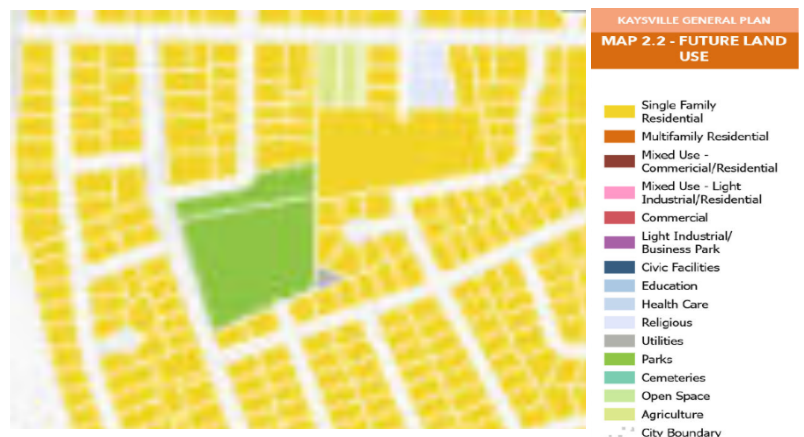 KAYSVILLE GENERAL PLAN
MAP 2.2 - FUTURE LAND
USE
Single Family
Residential
Multifamily Residential
Mixed Use -
Commericial/Residential
Mixed Use - Light
Industrial/Residential
Commercial
Light Industrial/
Business Park
Civic Facilities
Education
Health Care
Religious
Utilities
Parks
Cemeteries
Open Space
Agriculture
City Boundary